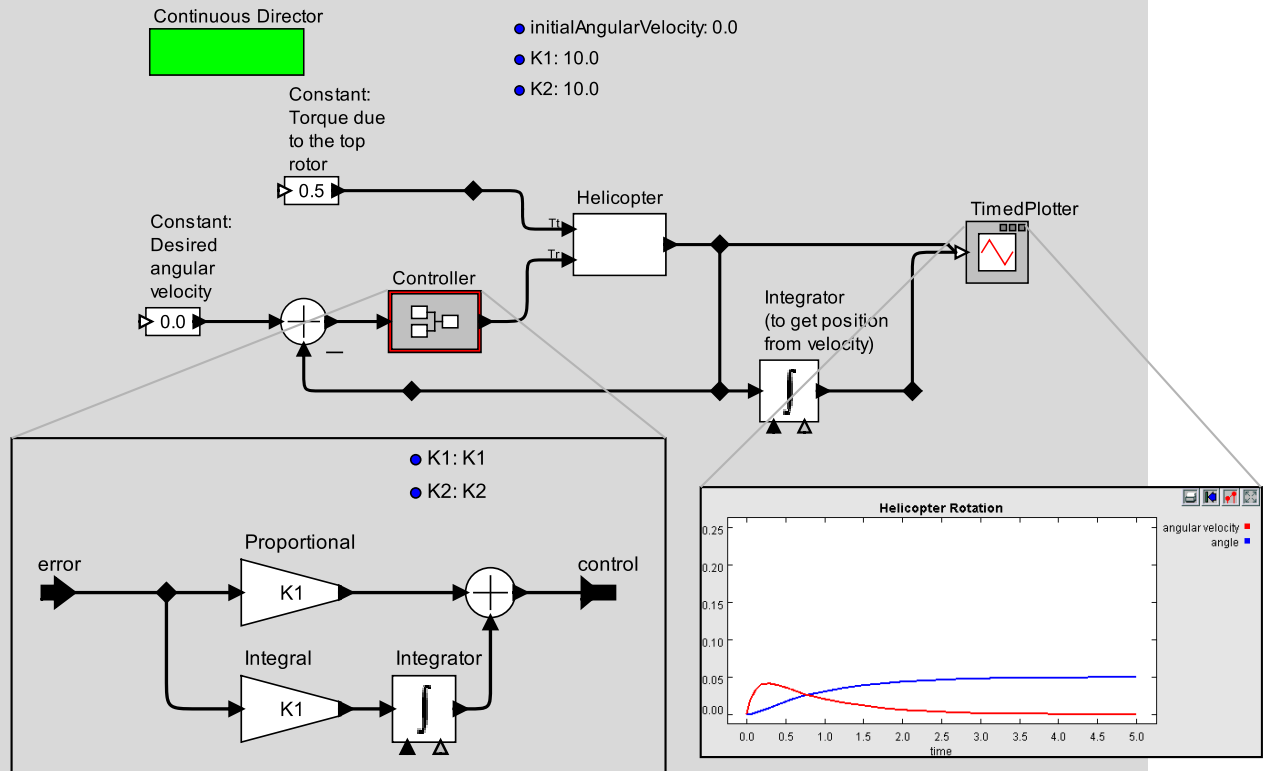 Continuous Director
initialAngularVelocity: 0.0
K1: 10.0
K2: 10.0
Constant:
Torque due
to the top
rotor
0.5
Helicopter
Tt
Tr
TimedPlotter
Constant:
Desired
angular
velocity
0.0
Controller
Integrator
(to get position
from velocity)
K1: K1
K2: K2
error
Proportional
K1
control
Integral
K1
Integrator
Helicopter Rotation
angular velocity
angle
0.25
0.20
0.15
0.10
0.05
0.00
0.0 0.5 1.0 1.5 2.0 2.5 3.0 3.5 4.0 4.5 5.0
time